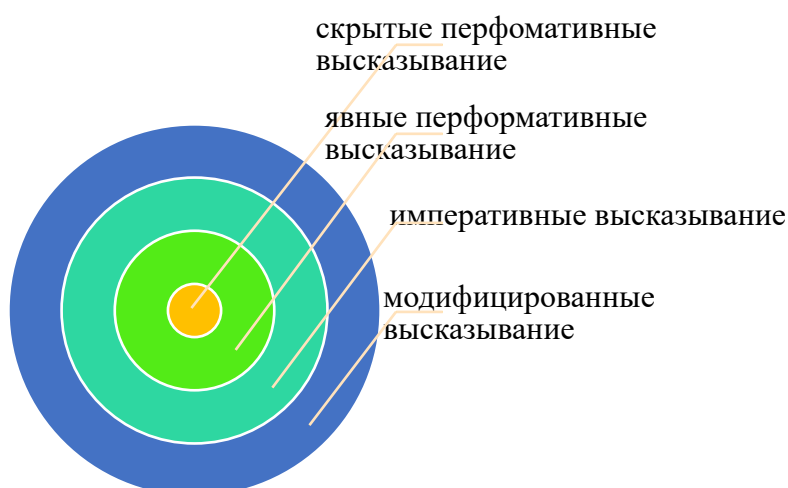 скрытые перфомативные
высказывание
явные перформативные
высказывание
императивные высказывание
модифицированные
высказывание